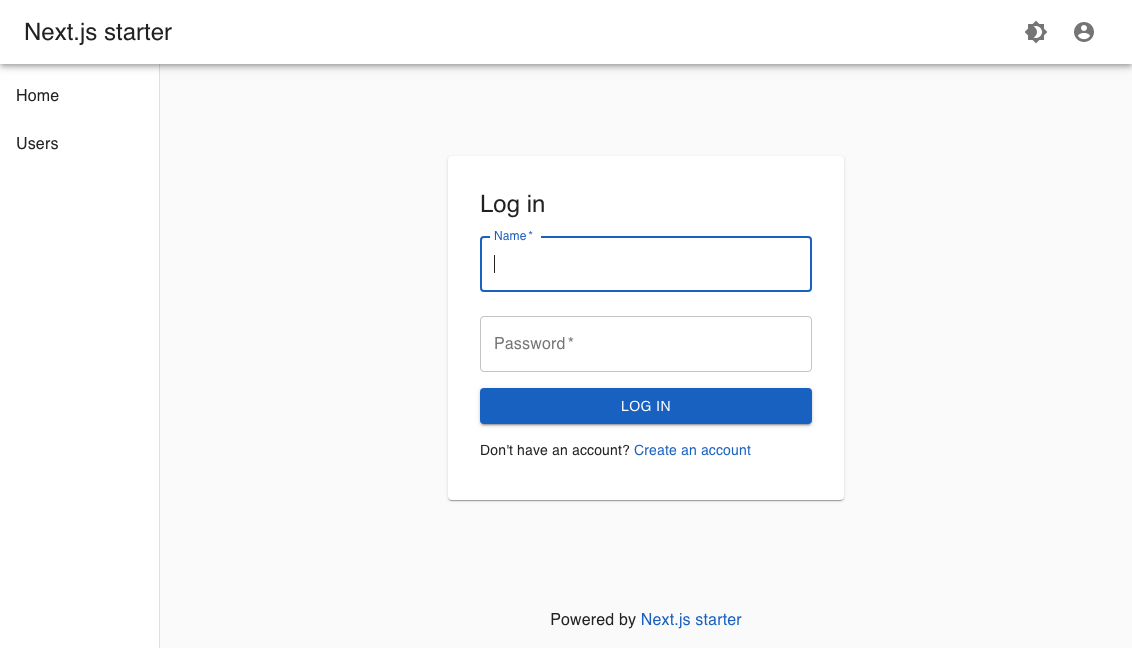 Next.js starter
Home
Users
Log in
Name *
Password *
LOG IN
Don't have an account? Create an account
Powered by Next.js starter